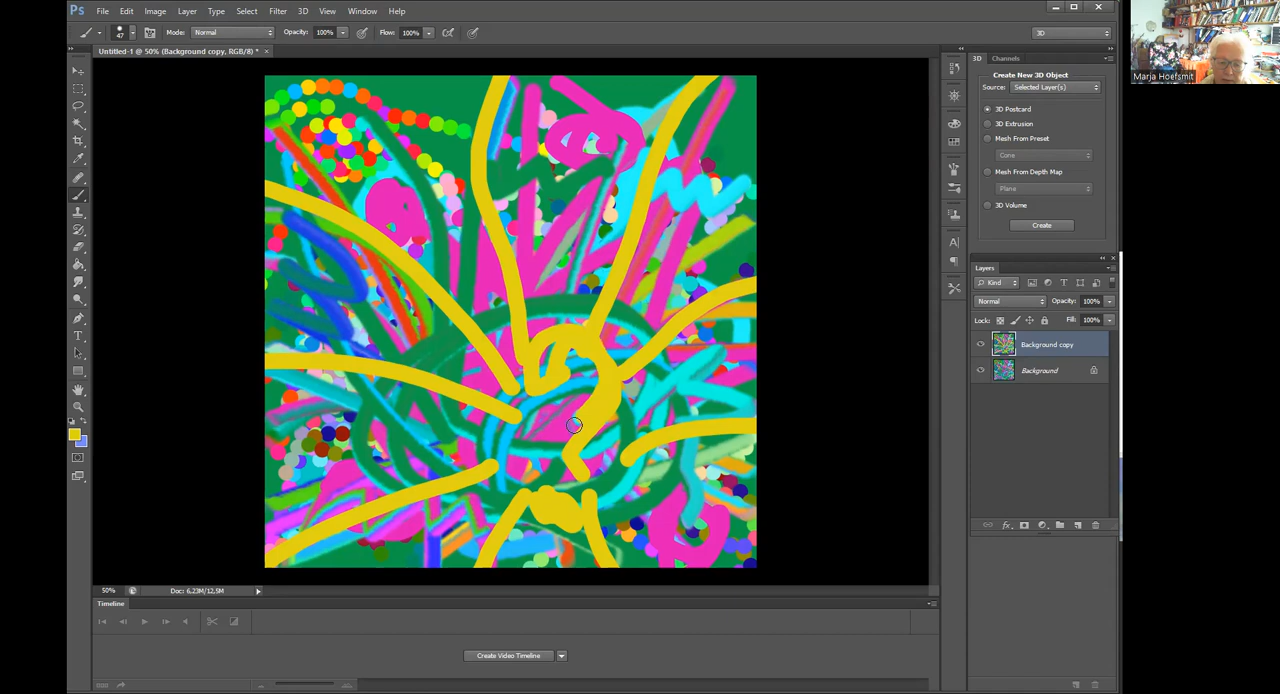 Ps File Edit Image Layer Type Select Filter 3D View Window Help
47 Mode: Normal Opacity: 100% Flow: 100% 3D
Marja Hoefsmit
Untitled-1 @ 50% (Background copy, RGB/8) * ×
3D Channels
Create New 3D Object
Source: Selected Layer(s)
3D Postcard
3D Extrusion
Mesh From Preset
Cone
Mesh From Depth Map
Plane
3D Volume
Create
Layers
Kind
Normal Opacity: 100%
Lock: Fill: 100%
Background copy
Background
50% Doc: 6,23M/12,5M
Timeline
Create Video Timeline